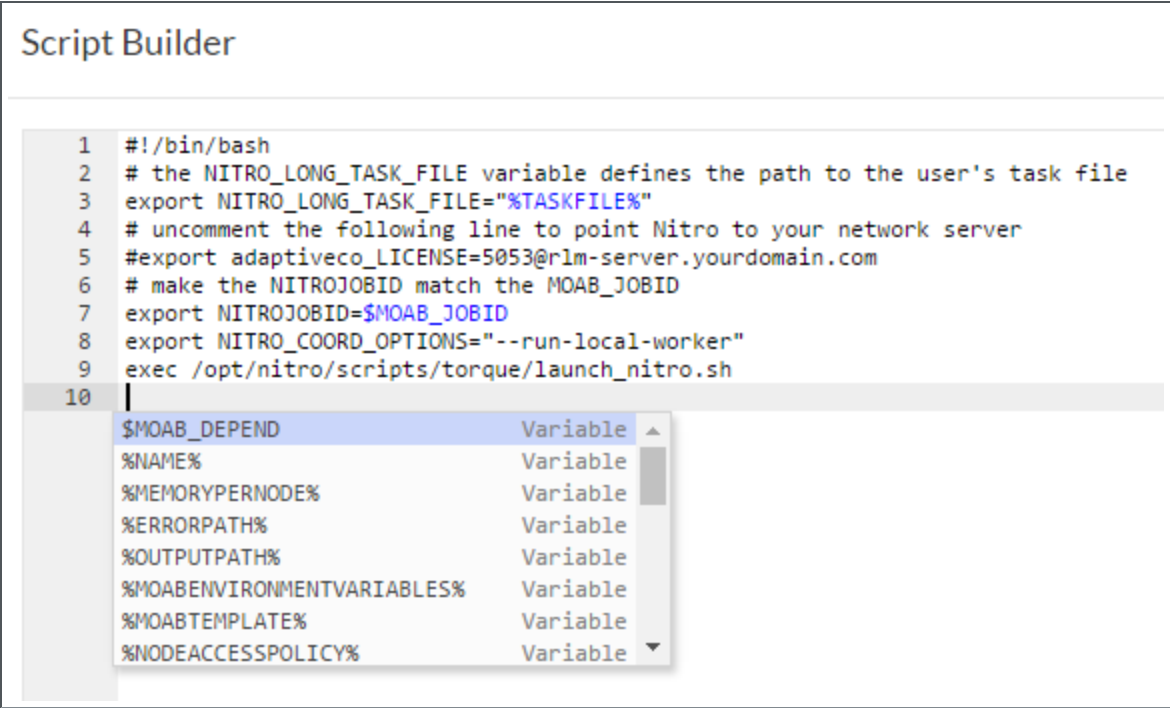 Script Builder
1 #!/bin/bash
2 # the NITRO_LONG_TASK_FILE variable defines the path to the user's task file
3 export NITRO_LONG_TASK_FILE="%TASKFILE%"
4 # uncomment the following line to point Nitro to your network server
5 #export adaptiveco_LICENSE=5053@rlm-server.yourdomain.com
6 # make the NITROJOBID match the MOAB_JOBID
7 export NITROJOBID=$MOAB_JOBID
8 export NITRO_COORD_OPTIONS="--run-local-worker"
9 exec /opt/nitro/scripts/torque/launch_nitro.sh
10
$MOAB_DEPEND Variable
%NAME% Variable
%MEMORYPERNODE% Variable
%ERRORPATH% Variable
%OUTPUTPATH% Variable
%MOABENVIRONMENTVARIABLES% Variable
%MOABTEMPLATE% Variable
%NODEACCESSPOLICY% Variable